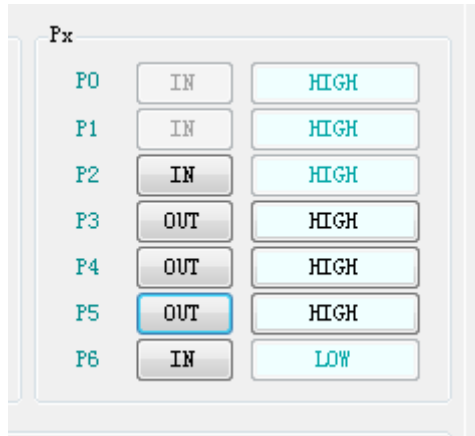 Px
P0 IN HIGH
P1 IN HIGH
P2 IN HIGH
P3 OUT HIGH
P4 OUT HIGH
P5 OUT HIGH
P6 IN LOW